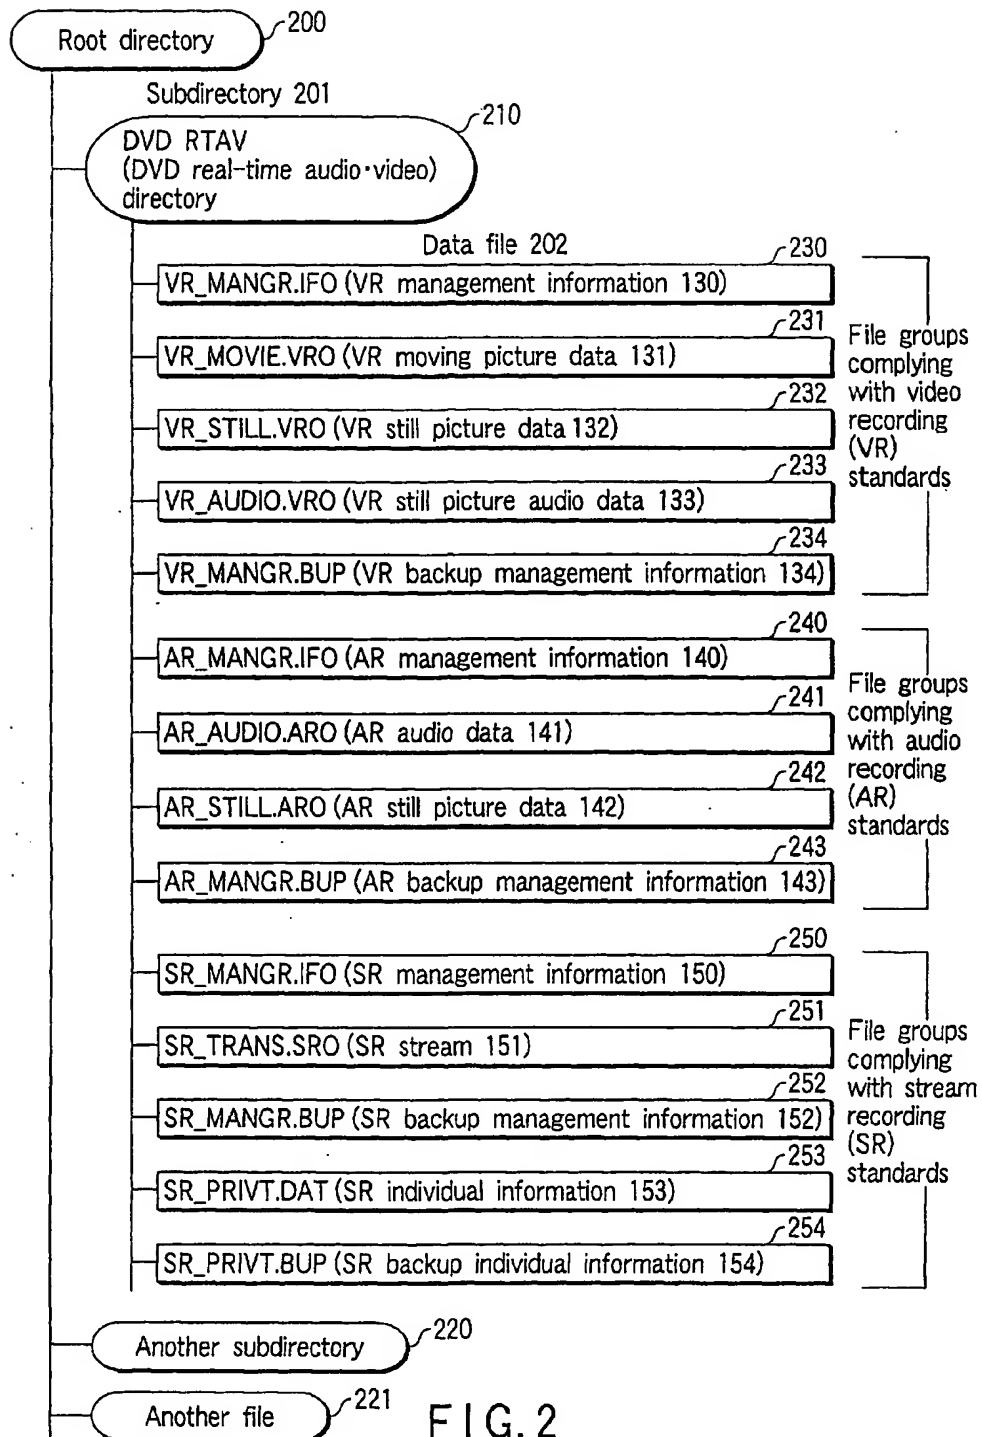 Root directory
200
Subdirectory 201
210
DVD RTAV
(DVD real-time audio·video)
directory
Data file 202
230
VR_MANGR.IFO (VR management information 130)
231
VR_MOVIE.VRO (VR moving picture data 131)
232
VR_STILL.VRO (VR still picture data 132)
233
VR_AUDIO.VRO (VR still picture audio data 133)
234
VR_MANGR.BUP (VR backup management information 134)
File groups
complying
with video
recording
(VR)
standards
240
AR_MANGR.IFO (AR management information 140)
241
AR_AUDIO.ARO (AR audio data 141)
242
AR_STILL.ARO (AR still picture data 142)
243
AR_MANGR.BUP (AR backup management information 143)
File groups
complying
with audio
recording
(AR)
standards
250
SR_MANGR.IFO (SR management information 150)
251
SR_TRANS.SRO (SR stream 151)
252
SR_MANGR.BUP (SR backup management information 152)
253
SR_PRIVT.DAT (SR individual information 153)
254
SR_PRIVT.BUP (SR backup individual information 154)
File groups
complying
with stream
recording
(SR)
standards
Another subdirectory
220
Another file
221
FIG. 2